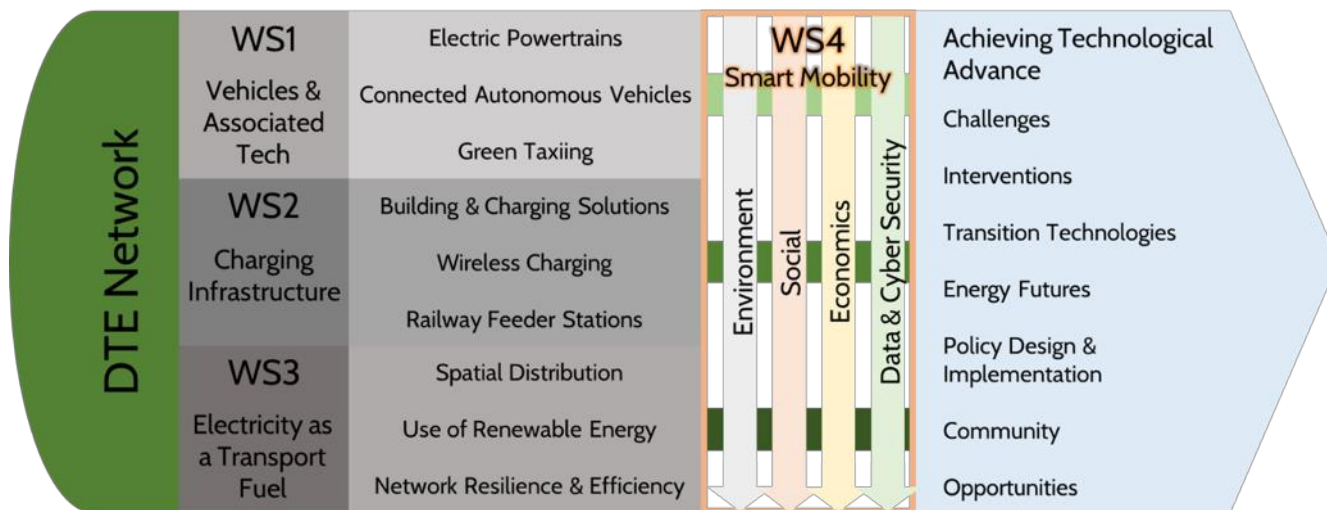 DTE Network
WS1
Vehicles &
Associated
Tech
Electric Powertrains
Connected Autonomous Vehicles
Green Taxiing
WS2
Charging
Infrastructure
Building & Charging Solutions
Wireless Charging
Railway Feeder Stations
WS3
Electricity as
a Transport
Fuel
Spatial Distribution
Use of Renewable Energy
Network Resilience & Efficiency
WS4
Smart Mobility
Environment
Social
Economics
Data & Cyber Security
Achieving Technological
Advance
Challenges
Interventions
Transition Technologies
Energy Futures
Policy Design &
Implementation
Community
Opportunities